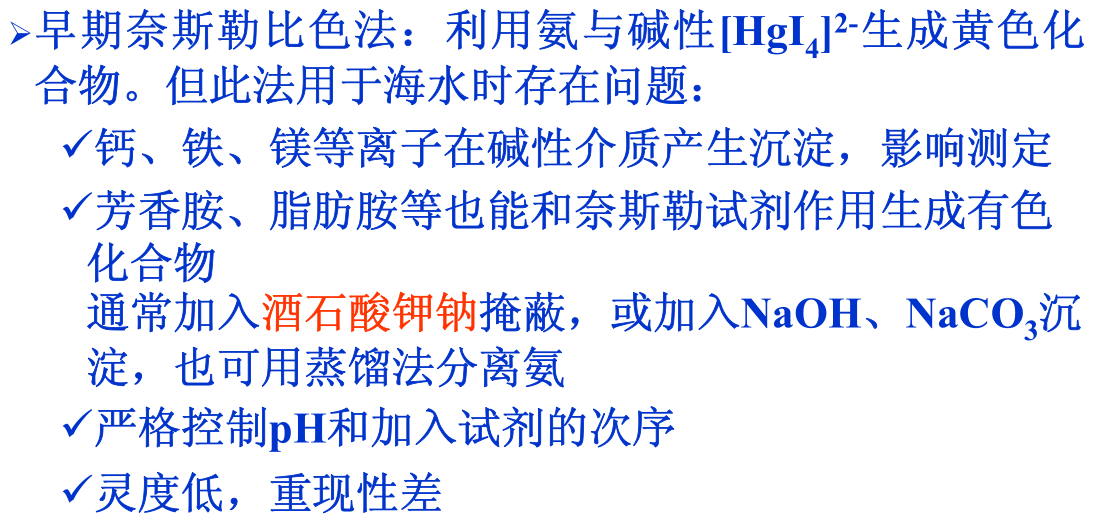 ➢早期奈斯勒比色法：利用氨与碱性[HgI₄]²⁻生成黄色化
合物。但此法用于海水时存在问题：
✓钙、铁、镁等离子在碱性介质产生沉淀，影响测定
✓芳香胺、脂肪胺等也能和奈斯勒试剂作用生成有色
化合物
通常加入酒石酸钾钠掩蔽，或加入NaOH、NaCO₃沉
淀，也可用蒸馏法分离氨
✓严格控制pH和加入试剂的次序
✓灵度低，重现性差